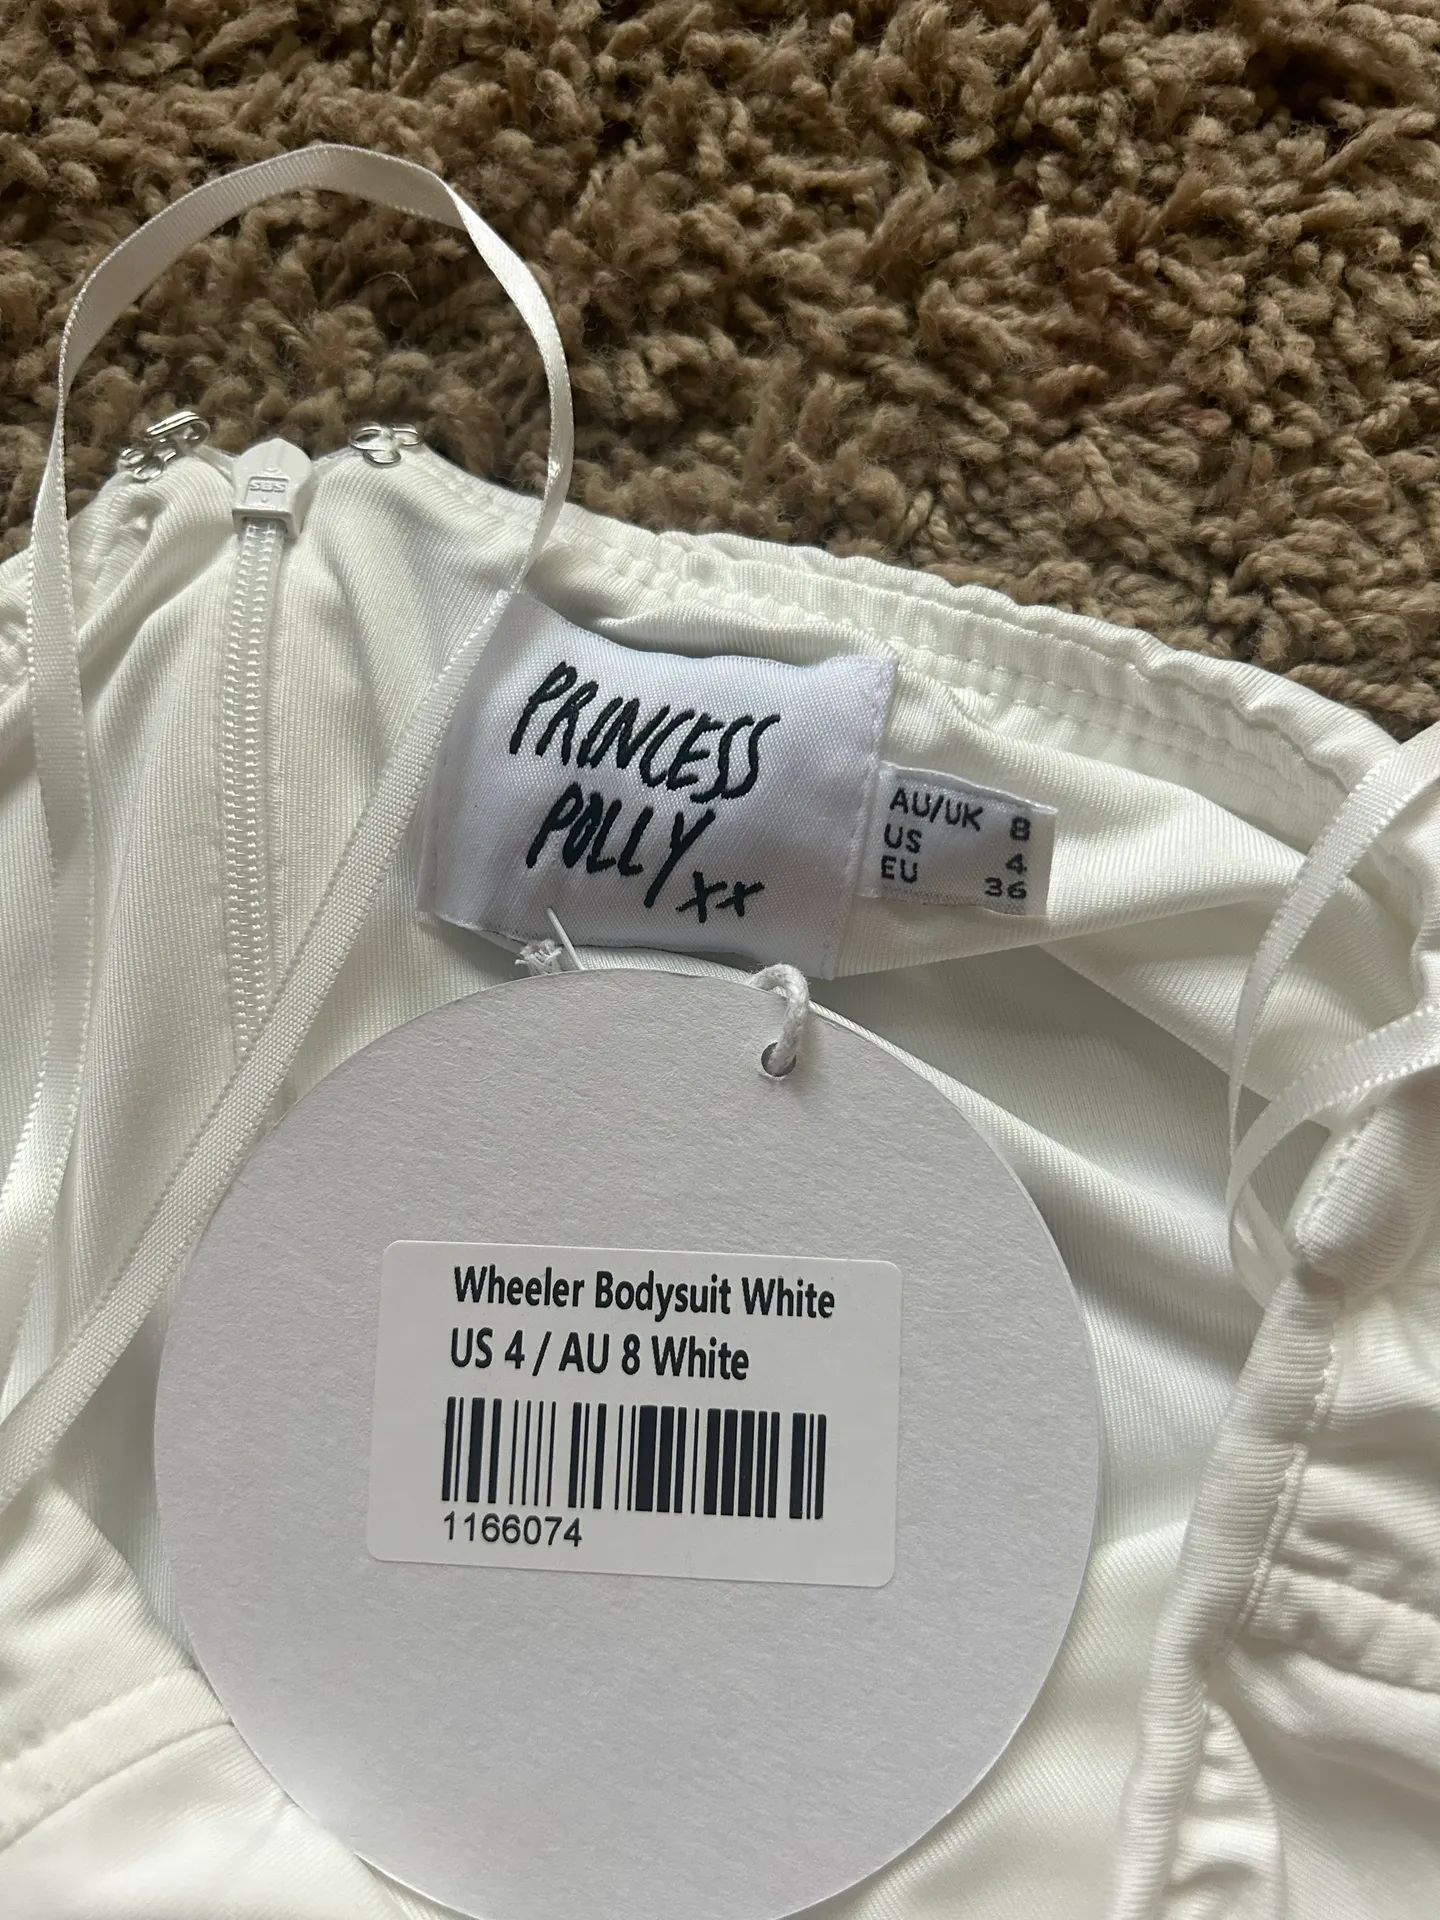 SBS
PRINCESS
POLLY xx
AU/UK 8
US 4
EU 36
Wheeler Bodysuit White
US 4 / AU 8 White
1166074